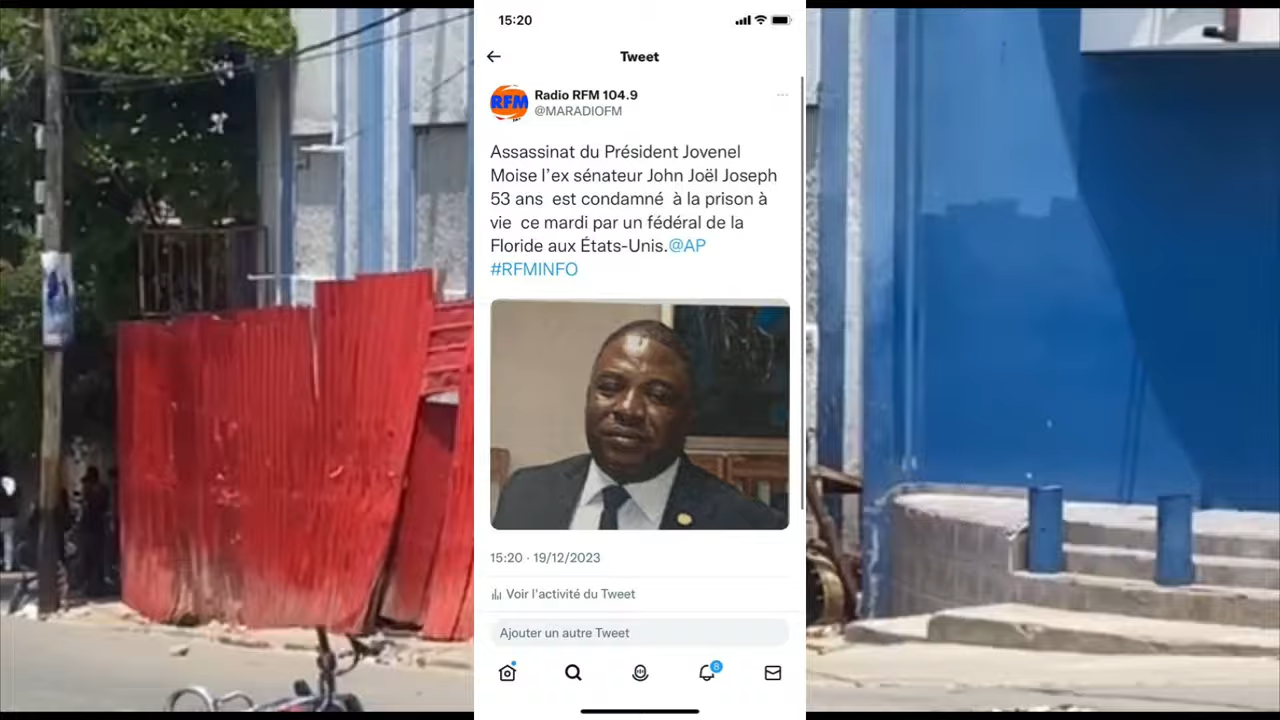 15:20
Tweet
RFM
Radio RFM 104.9
@MARADIOFM
Assassinat du Président Jovenel
Moise l'ex sénateur John Joël Joseph
53 ans est condamné à la prison à
vie ce mardi par un fédéral de la
Floride aux États-Unis.@AP
#RFMINFO
15:20 · 19/12/2023
Voir l'activité du Tweet
Ajouter un autre Tweet
8